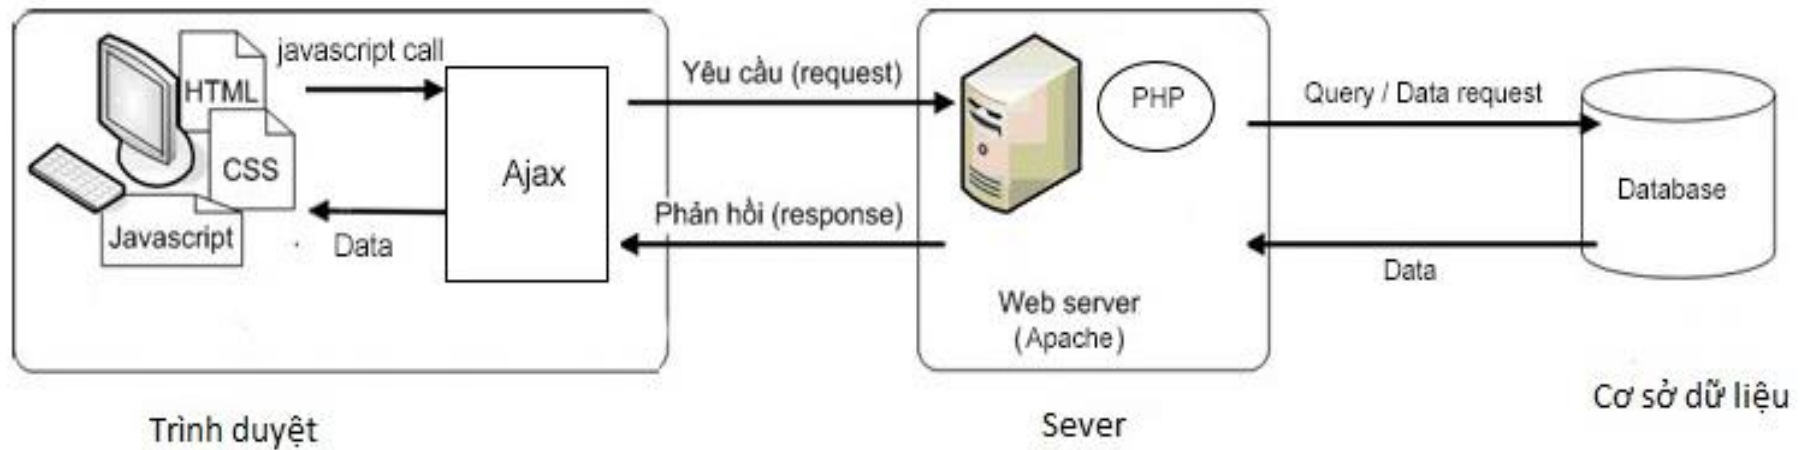 javascript call
HTML
CSS
Javascript
Data
Ajax
Yêu cầu (request)
Phản hồi (response)
PHP
Web server
(Apache)
Query / Data request
Data
Database
Trình duyệt
Sever
Cơ sở dữ liệu